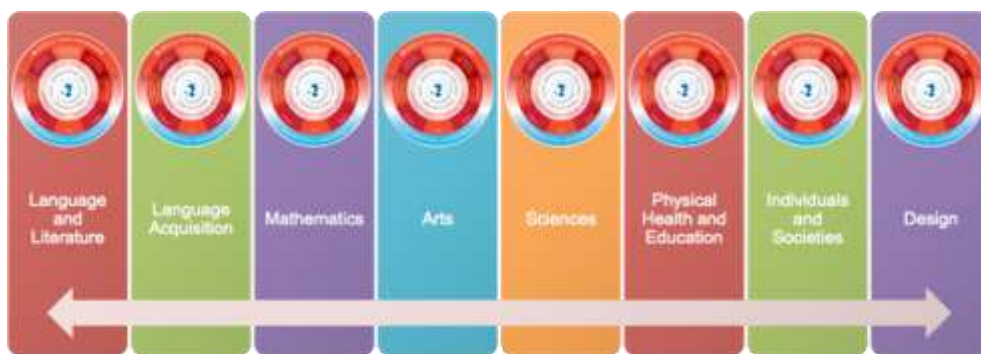 Language
and
Literature
Language
Acquisition
Mathematics
Arts
Sciences
Physical
Health and
Education
Individuals
and
Societies
Design